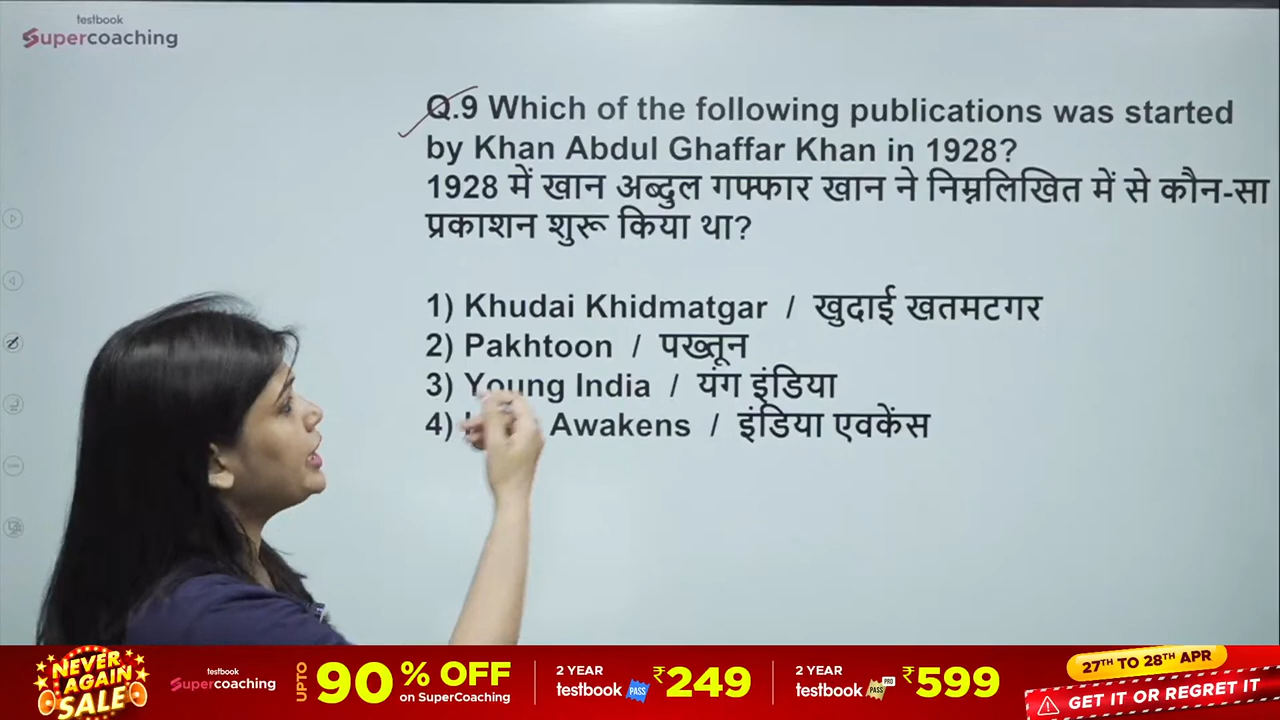 testbook
Supercoaching
Q.9 Which of the following publications was started
by Khan Abdul Ghaffar Khan in 1928?
1928 में खान अब्दुल गफ्फार खान ने निम्नलिखित में से कौन-सा
प्रकाशन शुरू किया था?
1) Khudai Khidmatgar / खुदाई खतमटगर
2) Pakhtoon / पख्तून
3) Young India / यंग इंडिया
4) Awakens / इंडिया एवकेंस
NEVER
AGAIN
SALE
testbook
Supercoaching
UPTO
90% OFF
on SuperCoaching
2 YEAR
testbook PASS
₹249
2 YEAR
testbook PASS PRO
₹599
27TH TO 28TH APR
GET IT OR REGRET IT